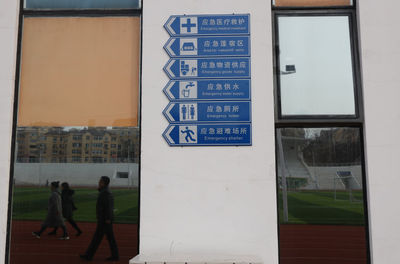 应急医疗救护
Emergency medical treatment
应急篷宿区
应急物资供应
Emergency goods supply
应急供水
Emergency water supply
应急厕所
Emergency toilet
应急避难场所
Emergency shelter